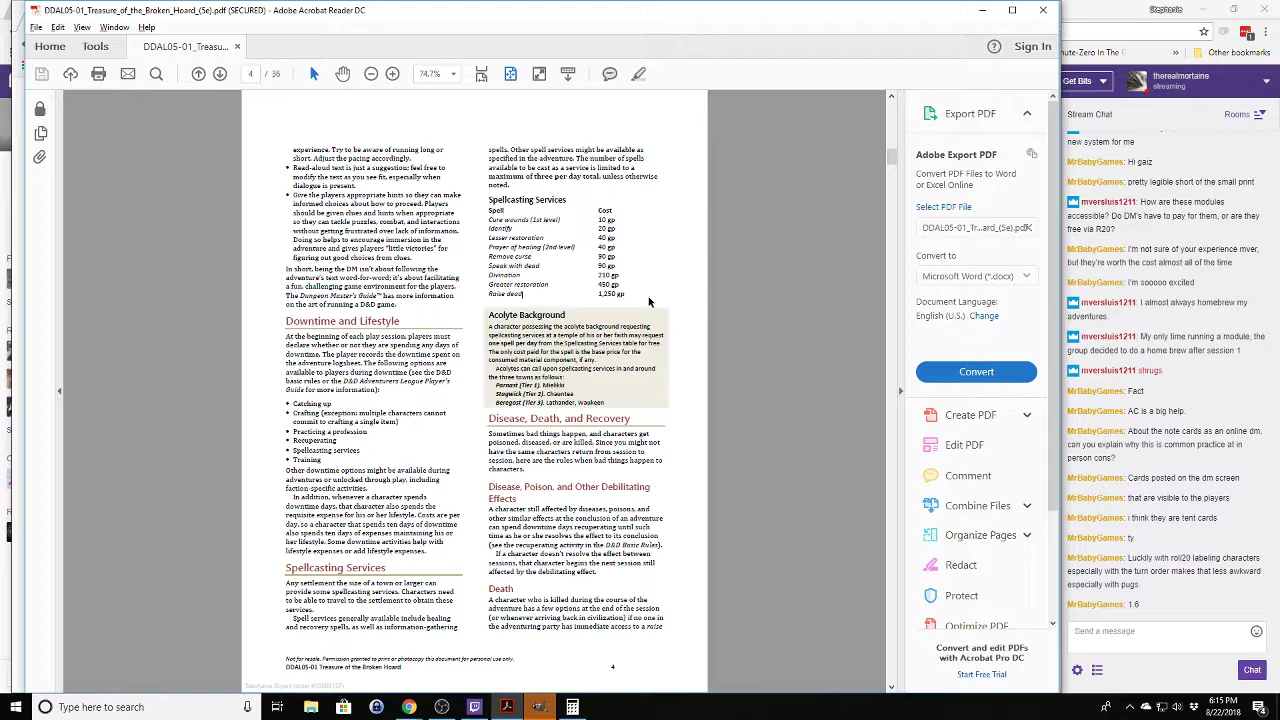 DDAL05-01_Treasure_of_the_Broken_Hoard_(5e).pdf (SECURED) - Adobe Acrobat Reader DC
Stephanie
File Edit View Window Help
Home Tools DDAL05-01_Treasu... × Sign In
4 / 36 74.7%
experience. Try to be aware of running long or
short. Adjust the pacing accordingly.
• Read-aloud text is just a suggestion; feel free to
modify the text as you see fit, especially when
dialogue is present.
• Give the players appropriate hints so they can make
informed choices about how to proceed. Players
should be given clues and hints when appropriate
so they can tackle puzzles, combat, and interactions
without getting frustrated over lack of information.
Doing so helps to encourage immersion in the
adventure and gives players "little victories" for
figuring out good choices from clues.
In short, being the DM isn't about following the
adventure's text word-for-word; it's about facilitating
a fun, challenging game environment for the players.
The Dungeon Master's Guide™ has more information
on the art of running a D&D game.
Downtime and Lifestyle
At the beginning of each play session, players must
declare whether or not they are spending any days of
downtime. The player records the downtime spent on
the adventure logsheet. The following options are
available to players during downtime (see the D&D
basic rules or the D&D Adventurers League Player's
Guide for more information):
• Catching up
• Crafting (exception: multiple characters cannot
commit to crafting a single item)
• Practicing a profession
• Recuperating
• Spellcasting services
• Training
Other downtime options might be available during
adventures or unlocked through play, including
faction-specific activities.
In addition, whenever a character spends
downtime days, that character also spends the
requisite expense for his or her lifestyle. Costs are per
day, so a character that spends ten days of downtime
also spends ten days of expenses maintaining his or
her lifestyle. Some downtime activities help with
lifestyle expenses or add lifestyle expenses.
Spellcasting Services
Any settlement the size of a town or larger can
provide some spellcasting services. Characters need
to be able to travel to the settlement to obtain these
services.
Spell services generally available include healing
and recovery spells, as well as information-gathering
spells. Other spell services might be available as
specified in the adventure. The number of spells
available to be cast as a service is limited to a
maximum of three per day total, unless otherwise
noted.
Spellcasting Services
Spell Cost
Cure wounds (1st level) 10 gp
Identify 20 gp
Lesser restoration 40 gp
Prayer of healing (2nd level) 40 gp
Remove curse 90 gp
Speak with dead 90 gp
Divination 210 gp
Greater restoration 450 gp
Raise dead 1,250 gp
Acolyte Background
A character possessing the acolyte background requesting
spellcasting services at a temple of his or her faith may request
one spell per day from the Spellcasting Services table for free.
The only cost paid for the spell is the base price for the
consumed material component, if any.
Acolytes can call upon spellcasting services in and around
the three towns as follows:
Parnast (Tier 1). Mielikki
Stagwick (Tier 2). Chauntea
Beregost (Tier 3). Lathander, Waukeen
Disease, Death, and Recovery
Sometimes bad things happen, and characters get
poisoned, diseased, or are killed. Since you might not
have the same characters return from session to
session, here are the rules when bad things happen to
characters.
Disease, Poison, and Other Debilitating
Effects
A character still affected by diseases, poisons, and
other similar effects at the conclusion of an adventure
can spend downtime days recuperating until such
time as he or she resolves the effect to its conclusion
(see the recuperating activity in the D&D Basic Rules).
If a character doesn't resolve the effect between
sessions, that character begins the next session still
affected by the debilitating effect.
Death
A character who is killed during the course of the
adventure has a few options at the end of the session
(or whenever arriving back in civilization) if no one in
the adventuring party has immediate access to a raise
Not for resale. Permission granted to print or photocopy this document for personal use only.
DDAL05-01 Treasure of the Broken Hoard 4
Export PDF
Adobe Export PDF
Convert PDF Files to Word
or Excel Online
Select PDF File
DDAL05-01_Tr...ard_(5e).pdf
Convert to
Microsoft Word (*.docx)
Document Language:
English (U.S.) Change
Convert
Create PDF
Edit PDF
Comment
Combine Files
Organize Pages
Redact
Protect
Optimize PDF
Convert and edit PDFs
with Acrobat Pro DC
Start Free Trial
nute-Zero In The G » Other bookmarks
Get Bits therealmortaine
streaming
Stream Chat Rooms
new system for me
MrBabyGames: Hi gaiz
MrBabyGames: pretty legible short of the small print
mversluis1211: How are these modules
accessible? Do DM's have to pay for them, or are they
free via R20?
MrBabyGames: I'm not sure of your experience mver,
but they're worth the cost almost all of the time
MrBabyGames: I'm sooooo excited
mversluis1211: I almost always homebrew my
adventures.
mversluis1211: My only time running a module, the
group decided to do a home brew after session 1
mversluis1211 shrugs
MrBabyGames: Fact
MrBabyGames: AC is a big help.
MrBabyGames: About the note cards as an online dm,
can you explain why this is common practice at in
person cons?
MrBabyGames: Cards posted on the dm screen
MrBabyGames: that are visible to the players
MrBabyGames: i think they are tent cards
MrBabyGames: ty
MrBabyGames: Luckily with roll20 labeling characters
especially with the turn order makes that less awkward
especially with pugs.
MrBabyGames: 1.6
Send a message
Chat
Type here to search
6:15 PM
8/22/2018